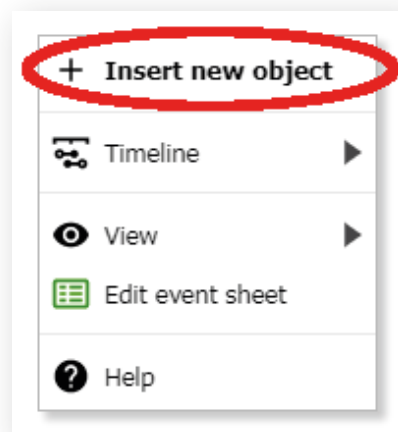 Insert new object
Timeline
View
Edit event sheet
Help